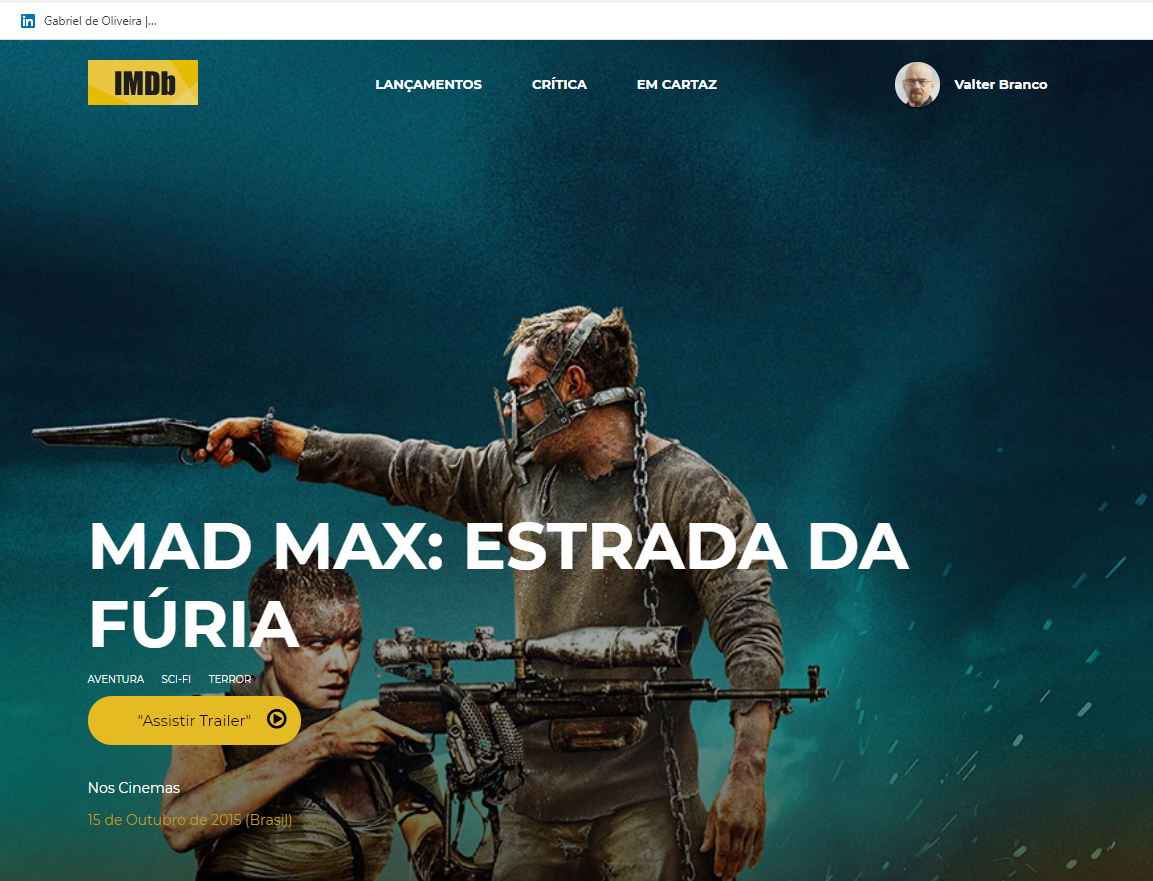 in Gabriel de Oliveira |...
IMDb
LANÇAMENTOS
CRÍTICA
EM CARTAZ
Valter Branco
MAD MAX: ESTRADA DA
FÚRIA
AVENTURA SCI-FI TERROR
"Assistir Trailer"
Nos Cinemas
15 de Outubro de 2015 (Brasil)